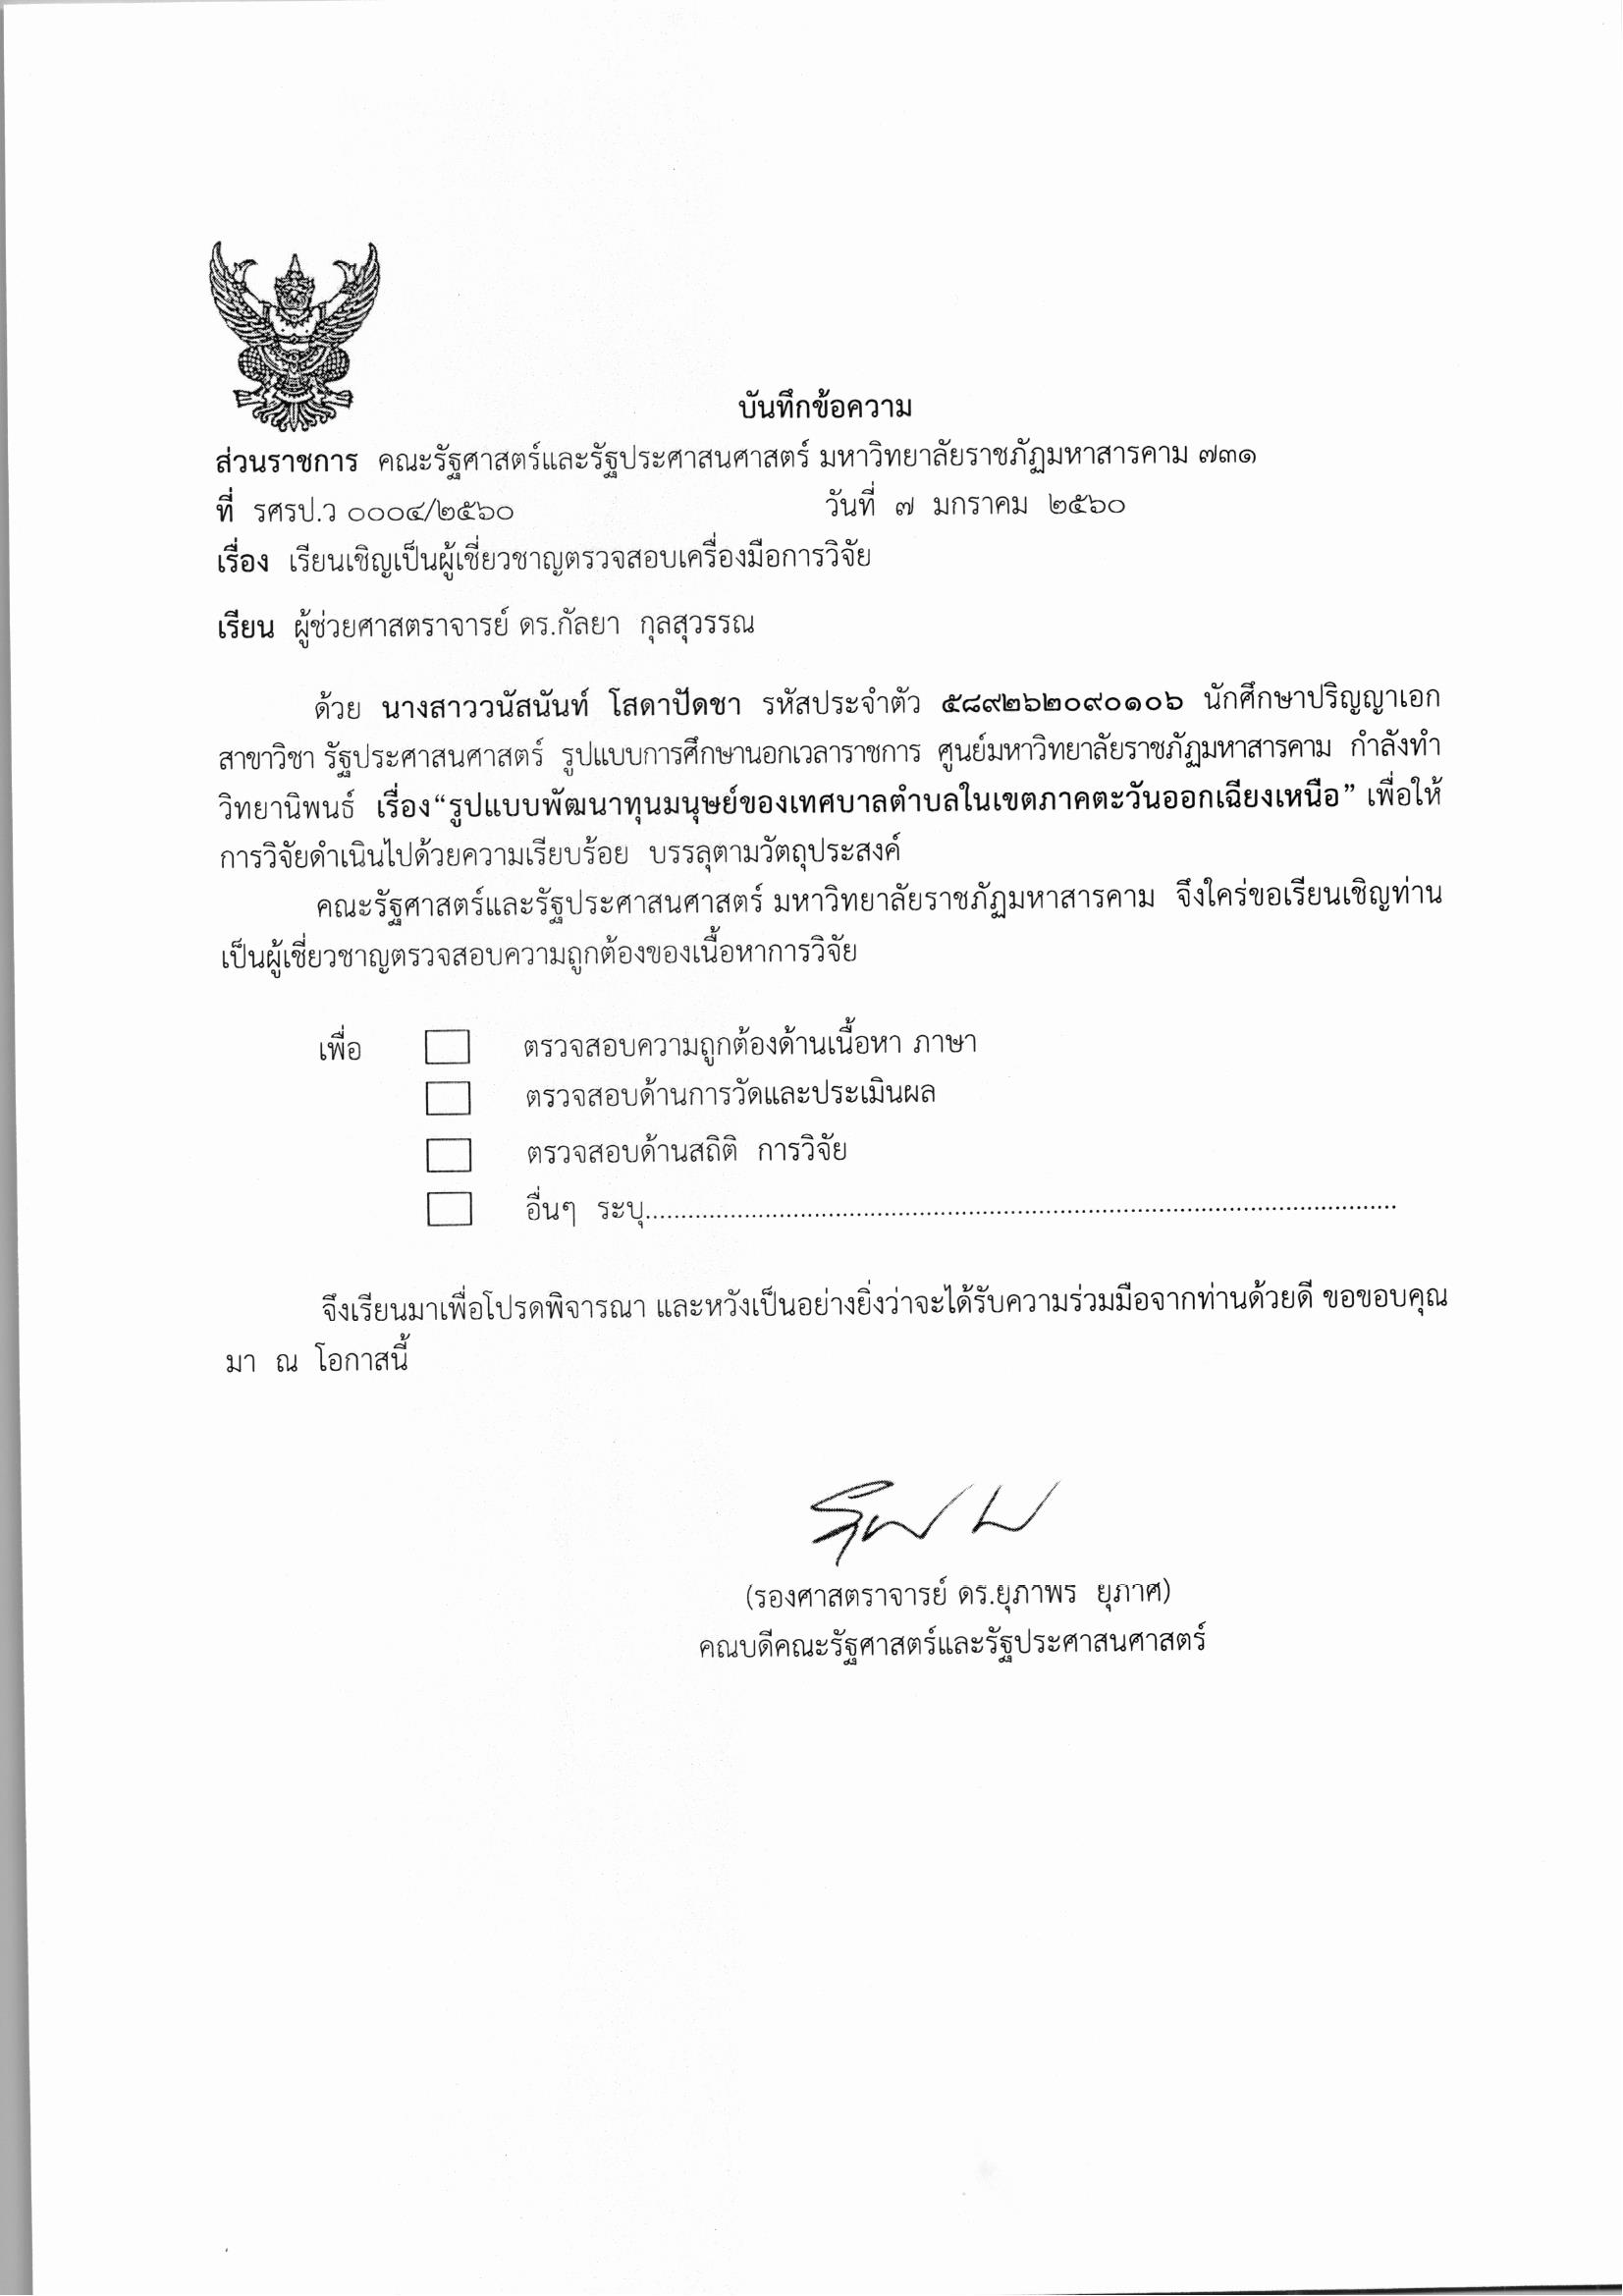 บันทึกข้อความ
ส่วนราชการ คณะรัฐศาสตร์และรัฐประศาสนศาสตร์ มหาวิทยาลัยราชภัฏมหาสารคาม ๗๓๑
ที่ รศรป.ว ๐๐๐๔/๒๕๖๐ วันที่ ๗ มกราคม ๒๕๖๐
เรื่อง เรียนเชิญเป็นผู้เชี่ยวชาญตรวจสอบเครื่องมือการวิจัย
เรียน ผู้ช่วยศาสตราจารย์ ดร.กัลยา กุลสุวรรณ
ด้วย นางสาววนัสนันท์ โสดาปัดชา รหัสประจำตัว ๕๘๙๒๖๒๐๙๐๑๐๖ นักศึกษาปริญญาเอก
สาขาวิชา รัฐประศาสนศาสตร์ รูปแบบการศึกษานอกเวลาราชการ ศูนย์มหาวิทยาลัยราชภัฏมหาสารคาม กำลังทำ
วิทยานิพนธ์ เรื่อง“รูปแบบพัฒนาทุนมนุษย์ของเทศบาลตำบลในเขตภาคตะวันออกเฉียงเหนือ” เพื่อให้
การวิจัยดำเนินไปด้วยความเรียบร้อย บรรลุตามวัตถุประสงค์
คณะรัฐศาสตร์และรัฐประศาสนศาสตร์ มหาวิทยาลัยราชภัฏมหาสารคาม จึงใคร่ขอเรียนเชิญท่าน
เป็นผู้เชี่ยวชาญตรวจสอบความถูกต้องของเนื้อหาการวิจัย
เพื่อ ตรวจสอบความถูกต้องด้านเนื้อหา ภาษา
ตรวจสอบด้านการวัดและประเมินผล
ตรวจสอบด้านสถิติ การวิจัย
อื่นๆ ระบุ..........................................................................................................
จึงเรียนมาเพื่อโปรดพิจารณา และหวังเป็นอย่างยิ่งว่าจะได้รับความร่วมมือจากท่านด้วยดี ขอขอบคุณ
มา ณ โอกาสนี้
(รองศาสตราจารย์ ดร.ยุภาพร ยุภาศ)
คณบดีคณะรัฐศาสตร์และรัฐประศาสนศาสตร์